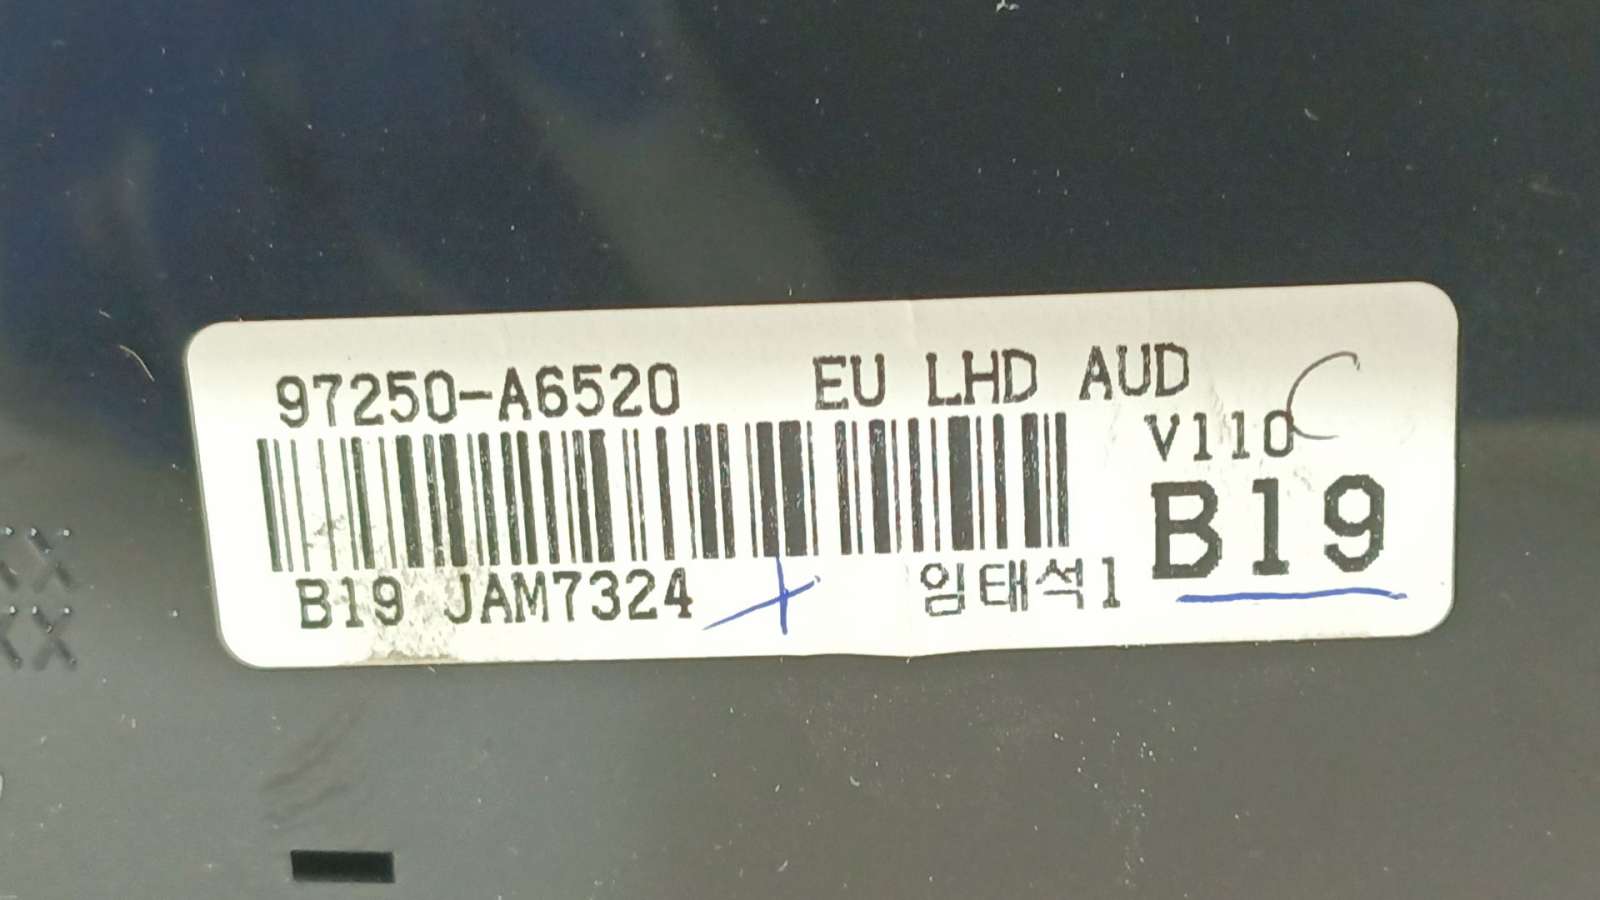 97250-A6520 EU LHD AUD
V110
B19
B19 JAM7324 임태석1